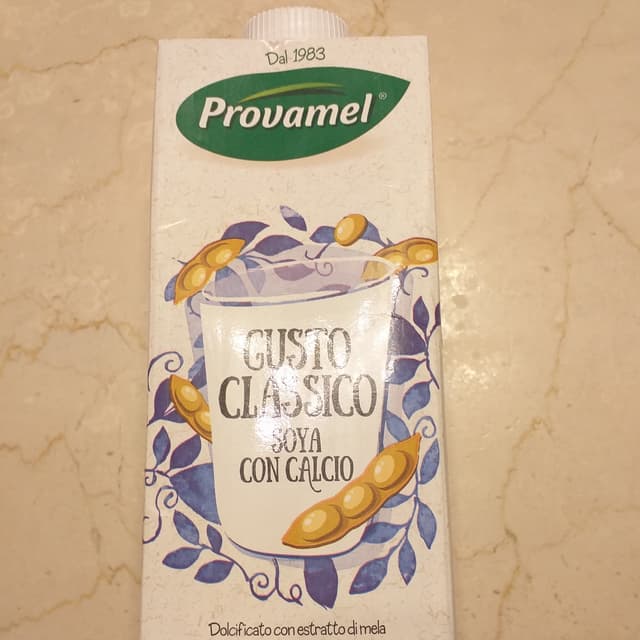 Dal 1983
Provamel®
GUSTO
CLASSICO
SOYA
CON CALCIO
Dolcificato con estratto di mela